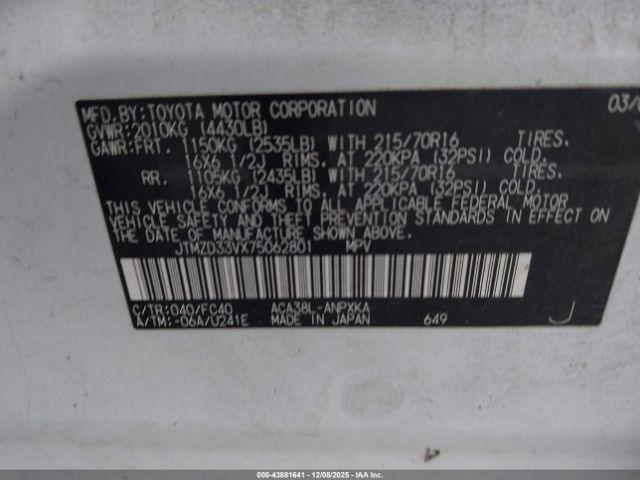 MFD.BY:TOYOTA MOTOR CORPORATION 03/0
GVWR:2010KG (4430LB)
GAWR:FRT. 1150KG (2535LB) WITH 215/70R16 TIRES.
16X6 1/2J RIMS. AT 220KPA (32PSI) COLD.
RR. 1105KG (2435LB) WITH 215/70R16 TIRES.
16X6 1/2J RIMS. AT 220KPA (32PSI) COLD.
THIS VEHICLE CONFORMS TO ALL APPLICABLE FEDERAL MOTOR
VEHICLE SAFETY AND THEFT PREVENTION STANDARDS IN EFFECT ON
THE DATE OF MANUFACTURE SHOWN ABOVE.
JTMZD33VX75062801 MPV
C/TR:040/FC40 ACA38L-ANPXKA
A/TM:-06A/U241E MADE IN JAPAN 649 J
000-43881641 - 12/08/2025 - IAAI Corporate